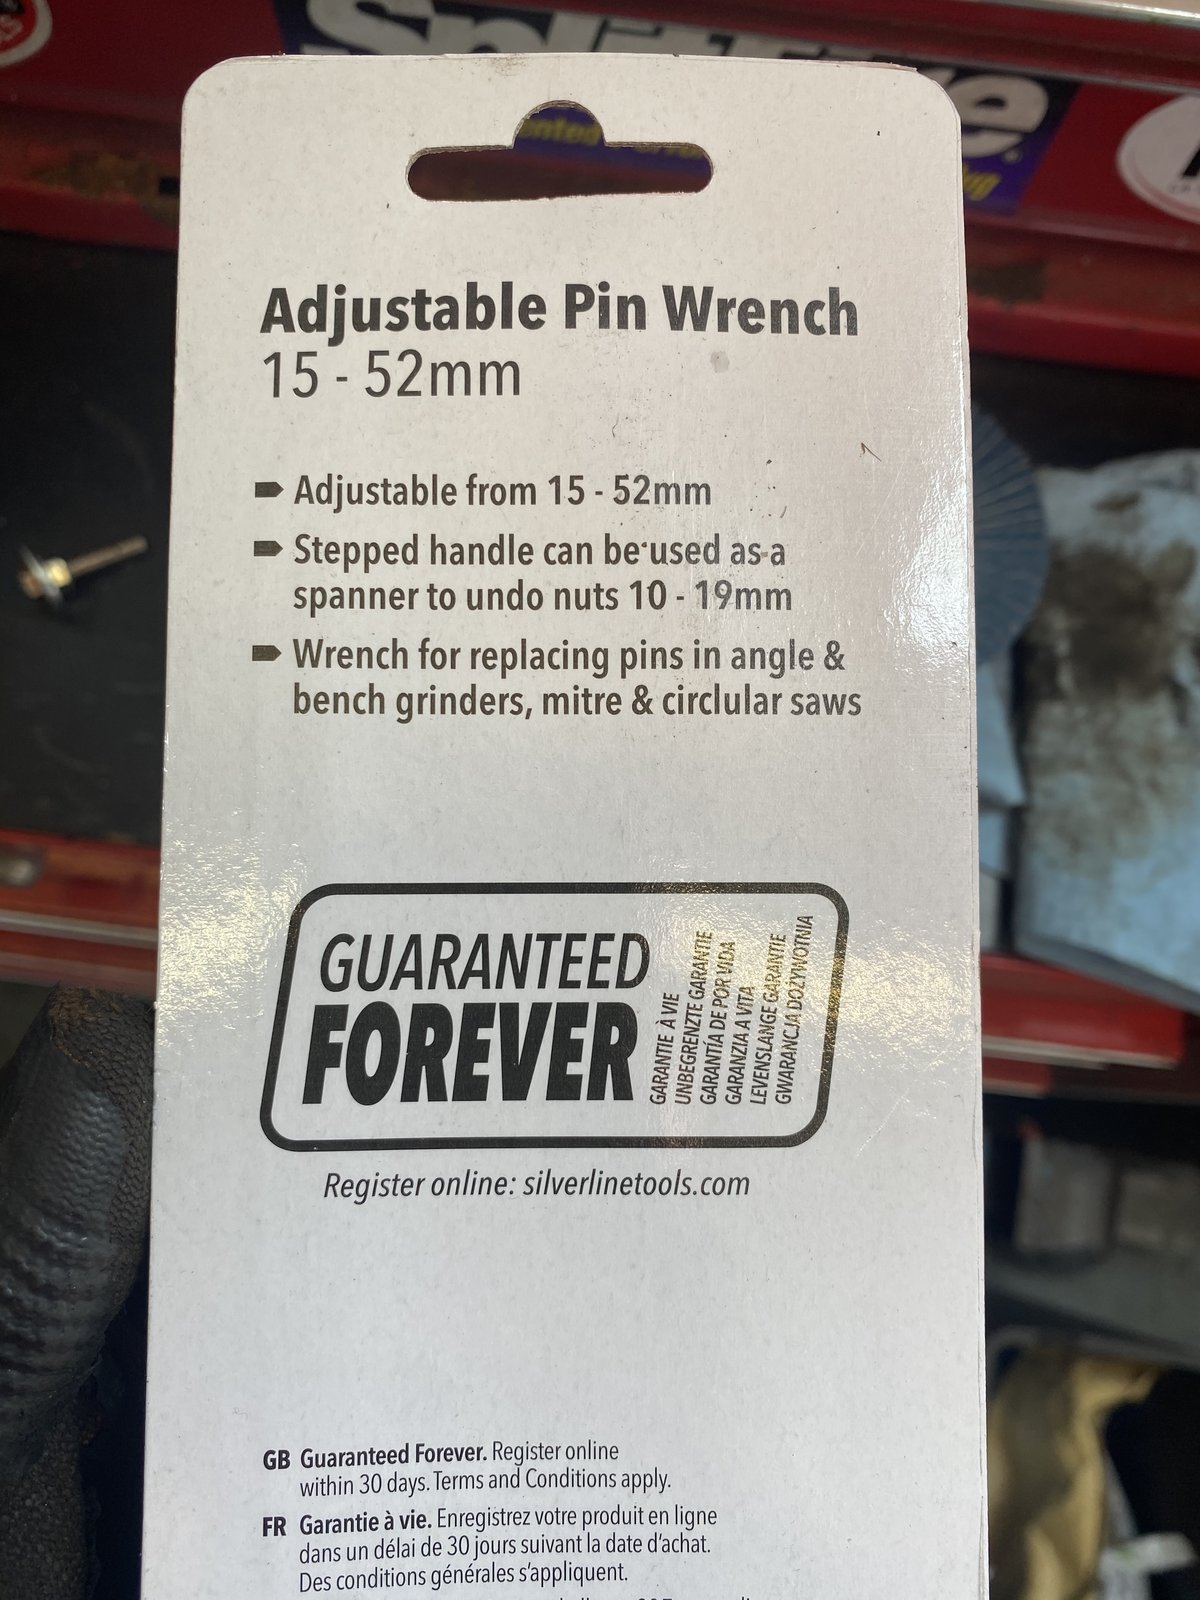 Splitfire
Adjustable Pin Wrench
15 - 52mm
Adjustable from 15 - 52mm
Stepped handle can be used as a
spanner to undo nuts 10 - 19mm
Wrench for replacing pins in angle &
bench grinders, mitre & circlular saws
GUARANTEED
FOREVER
GARANTIE À VIE
UNBEGRENZTE GARANTIE
GARANTÍA DE POR VIDA
GARANZIA A VITA
LEVENSLANGE GARANTIE
GWARANCJA DOŻYWOTNIA
Register online: silverlinetools.com
GB Guaranteed Forever. Register online
within 30 days. Terms and Conditions apply.
FR Garantie à vie. Enregistrez votre produit en ligne
dans un délai de 30 jours suivant la date d'achat.
Des conditions générales s'appliquent.